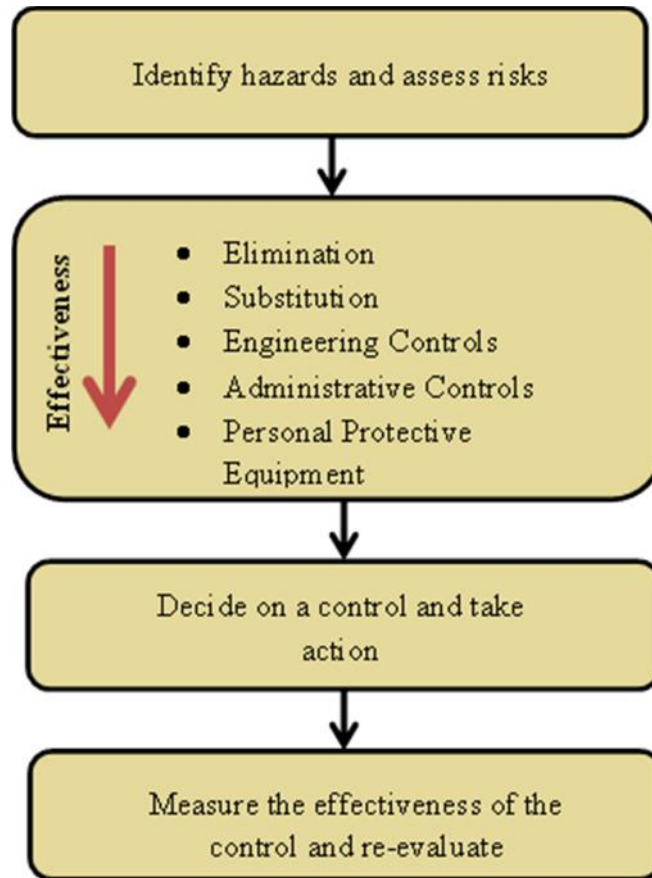 Identify hazards and assess risks
Effectiveness
• Elimination
• Substitution
• Engineering Controls
• Administrative Controls
• Personal Protective
Equipment
Decide on a control and take
action
Measure the effectiveness of the
control and re-evaluate